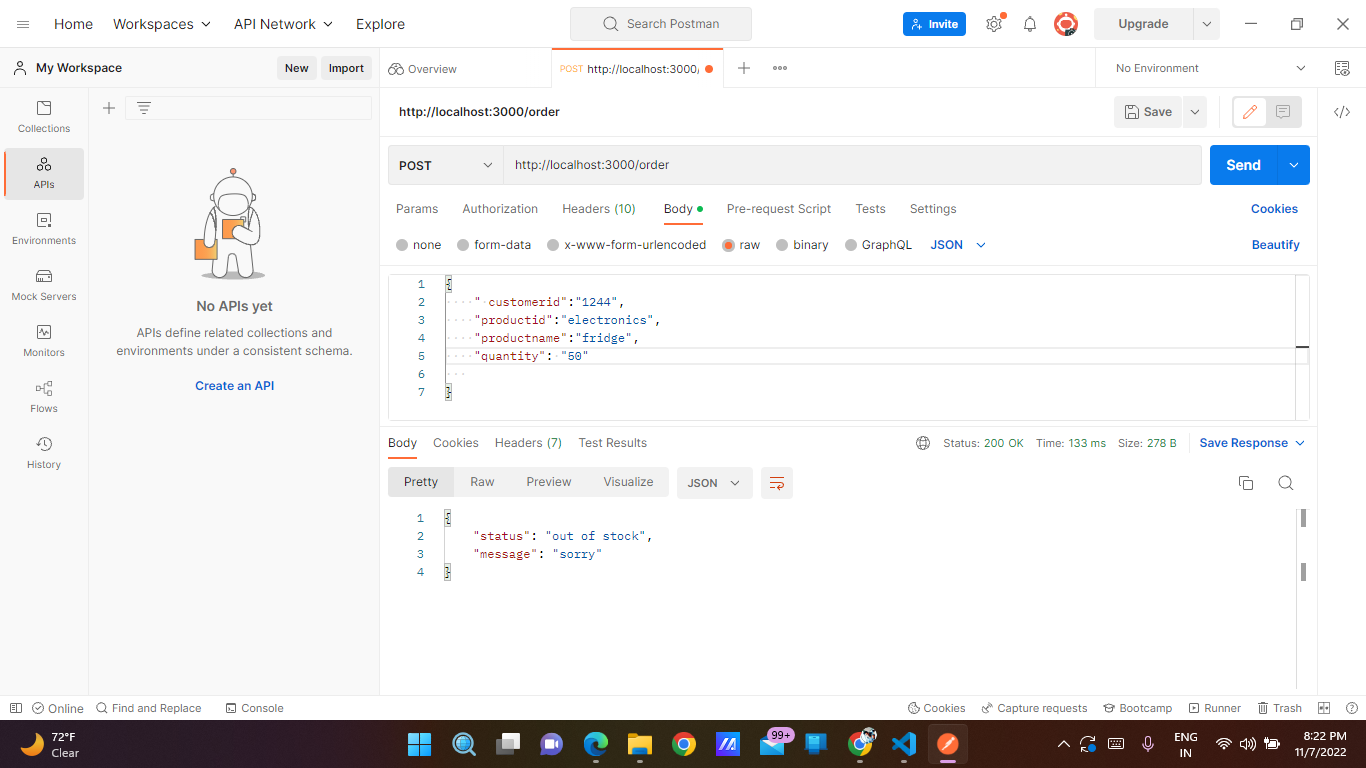 Home Workspaces API Network Explore Search Postman Invite Upgrade
My Workspace New Import Overview POST http://localhost:3000/ No Environment
Collections
APIs
Environments
Mock Servers
Monitors
Flows
History
No APIs yet
APIs define related collections and
environments under a consistent schema.
Create an API
http://localhost:3000/order Save
POST http://localhost:3000/order Send
Params Authorization Headers (10) Body Pre-request Script Tests Settings Cookies
none form-data x-www-form-urlencoded raw binary GraphQL JSON Beautify
1 {
2 " customerid":"1244",
3 "productid":"electronics",
4 "productname":"fridge",
5 "quantity": "50"
6
7 }
Body Cookies Headers (7) Test Results Status: 200 OK Time: 133 ms Size: 278 B Save Response
Pretty Raw Preview Visualize JSON
1 {
2 "status": "out of stock",
3 "message": "sorry"
4 }
Online Find and Replace Console Cookies Capture requests Bootcamp Runner Trash
72°F
Clear
99+
ENG
IN
8:22 PM
11/7/2022